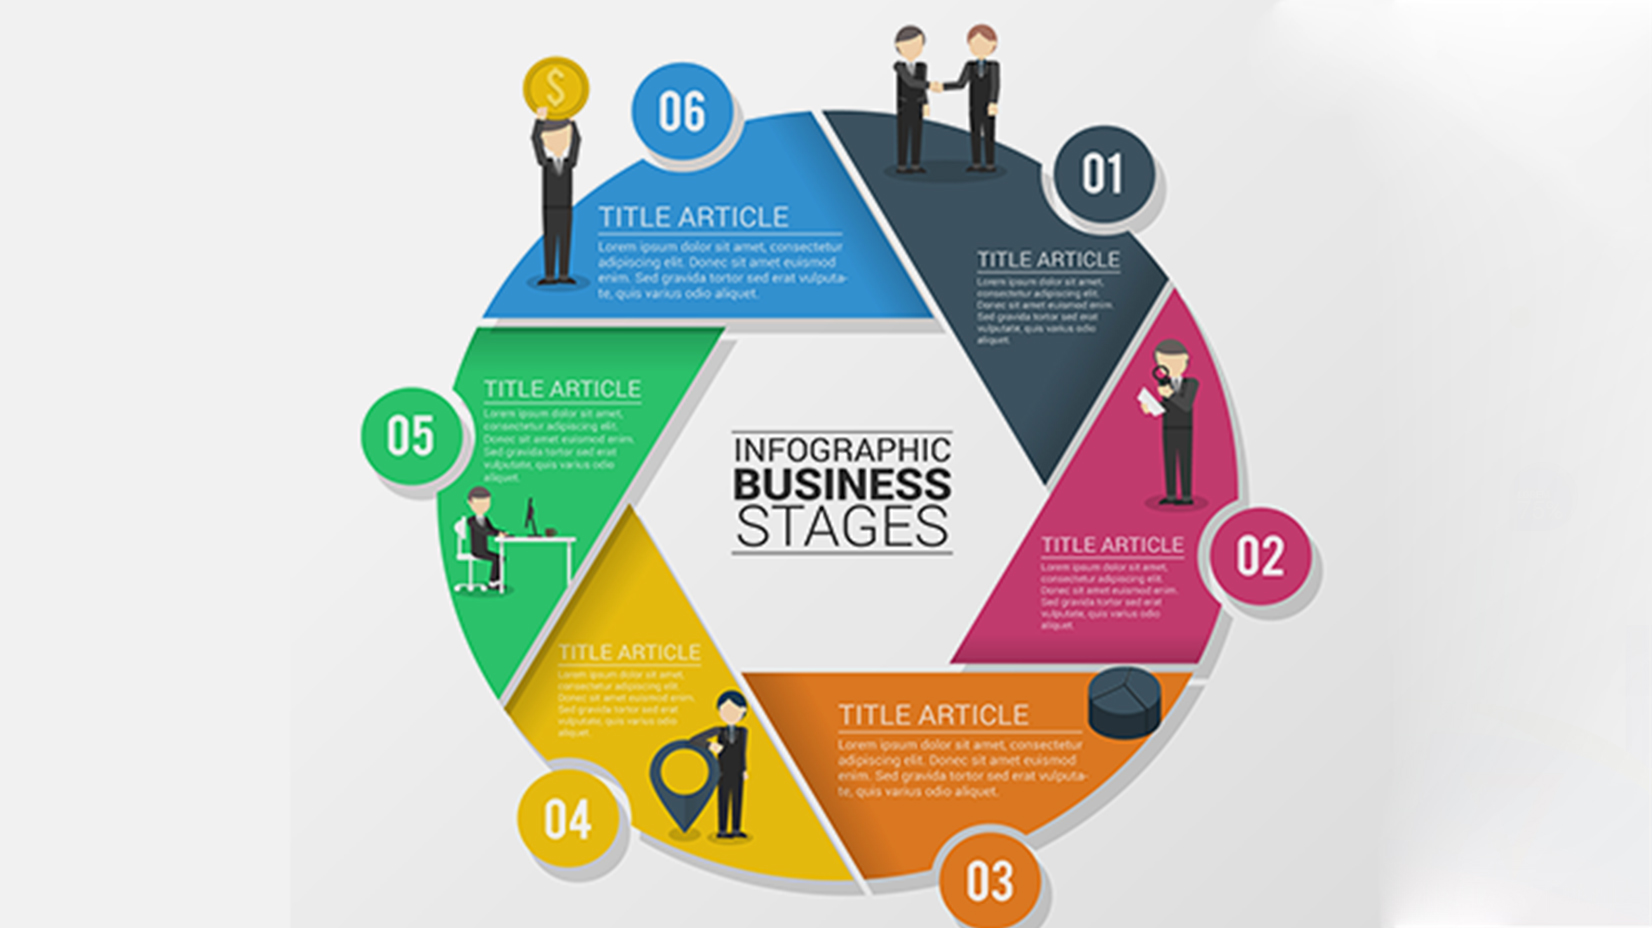 INFOGRAPHIC
BUSINESS
STAGES
01
TITLE ARTICLE
Lorem ipsum dolor sit amet,
consectetur adipiscing elit.
Donec sit amet euismod enim.
Sed gravida tortor sed erat
vulputate, quis varius odio
aliquet.
02
TITLE ARTICLE
Lorem ipsum dolor sit amet,
consectetur adipiscing elit.
Donec sit amet euismod enim.
Sed gravida tortor sed erat
vulputate, quis varius odio
aliquet.
03
TITLE ARTICLE
Lorem ipsum dolor sit amet, consectetur
adipiscing elit. Donec sit amet euismod
enim. Sed gravida tortor sed erat vulputa-
te, quis varius odio aliquet.
04
TITLE ARTICLE
Lorem ipsum dolor sit amet,
consectetur adipiscing elit.
Donec sit amet euismod enim.
Sed gravida tortor sed erat
vulputate, quis varius odio
aliquet.
05
TITLE ARTICLE
Lorem ipsum dolor sit amet,
consectetur adipiscing elit.
Donec sit amet euismod enim.
Sed gravida tortor sed erat
vulputate, quis varius odio
aliquet.
06
$
TITLE ARTICLE
Lorem ipsum dolor sit amet, consectetur
adipiscing elit. Donec sit amet euismod
enim. Sed gravida tortor sed erat vulputa-
te, quis varius odio aliquet.